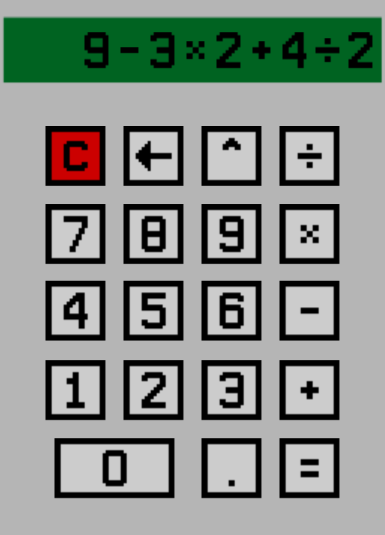 9-3×2+4÷2
C ← ^ ÷
7 8 9 ×
4 5 6 -
1 2 3 +
0 . =